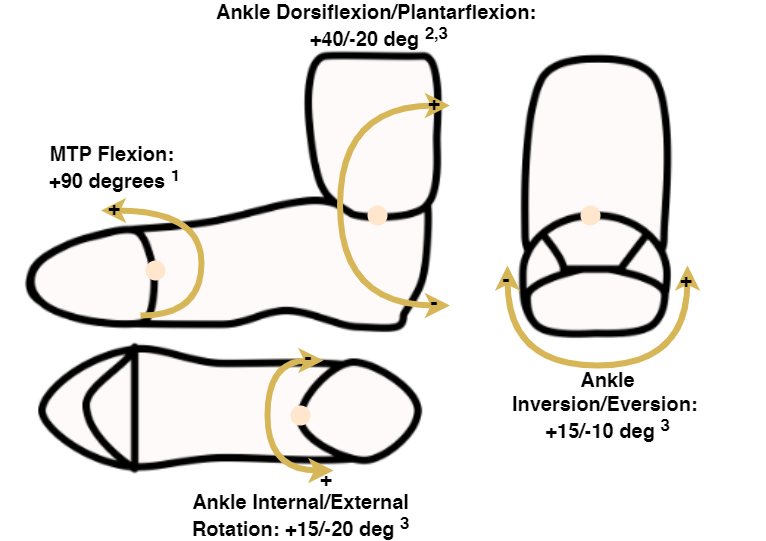 Ankle Dorsiflexion/Plantarflexion:
+40/-20 deg 2,3
+
MTP Flexion:
+90 degrees 1
+
-
-
+
Ankle
Inversion/Eversion:
+15/-10 deg 3
-
+
Ankle Internal/External
Rotation: +15/-20 deg 3